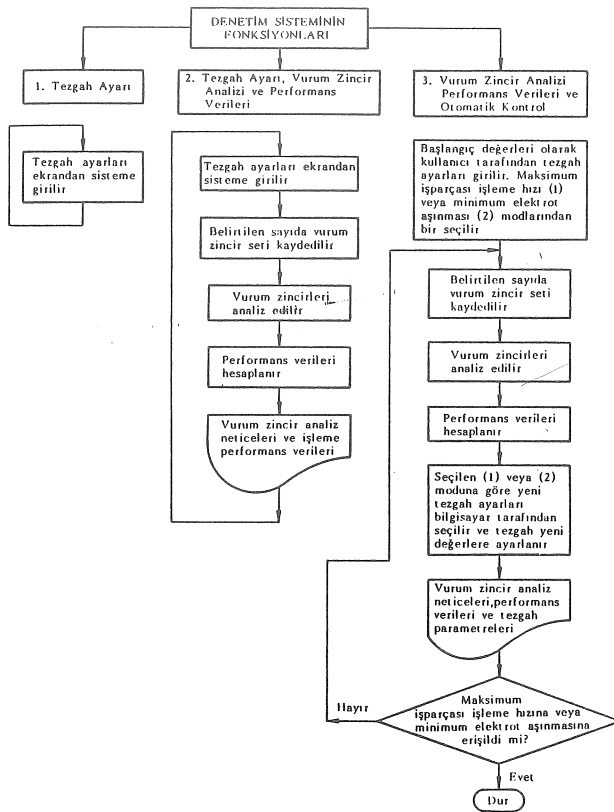 DENETİM SİSTEMİNİN
FONKSİYONLARI
1. Tezgah Ayarı
2. Tezgah Ayarı, Vurum Zincir
Analizi ve Performans
Verileri
3. Vurum Zincir Analizi
Performans Verileri ve
Otomatik Kontrol
Tezgah ayarları
ekrandan sisteme
girilir
Tezgah ayarları ekrandan
sisteme girilir
Belirtilen sayıda vurum
zincir seti kaydedilir
Vurum zincirleri
analiz edilir
Performans verileri
hesaplanır
Vurum zincir analiz
neticeleri ve işleme
performans verileri
Başlangıç değerleri olarak
kullanıcı tarafından tezgah
ayarları girilir. Maksimum
işparçası işleme hızı (1)
veya minimum elektrot
aşınması (2) modlarından
bir seçilir
Belirtilen sayıda
vurum zincir seti
kaydedilir
Vurum zincirleri
analiz edilir
Performans verileri
hesaplanır
Seçilen (1) veya (2)
moduna göre yeni
tezgah ayarları
bilgisayar tarafından
seçilir ve tezgah yeni
değerlere ayarlanır
Vurum zincir analiz
neticeleri,performans
verileri ve tezgah
parametreleri
Maksimum
işparçası işleme hızına veya
minimum elektrot aşınmasına
erişildi mi?
Hayır
Evet
Dur